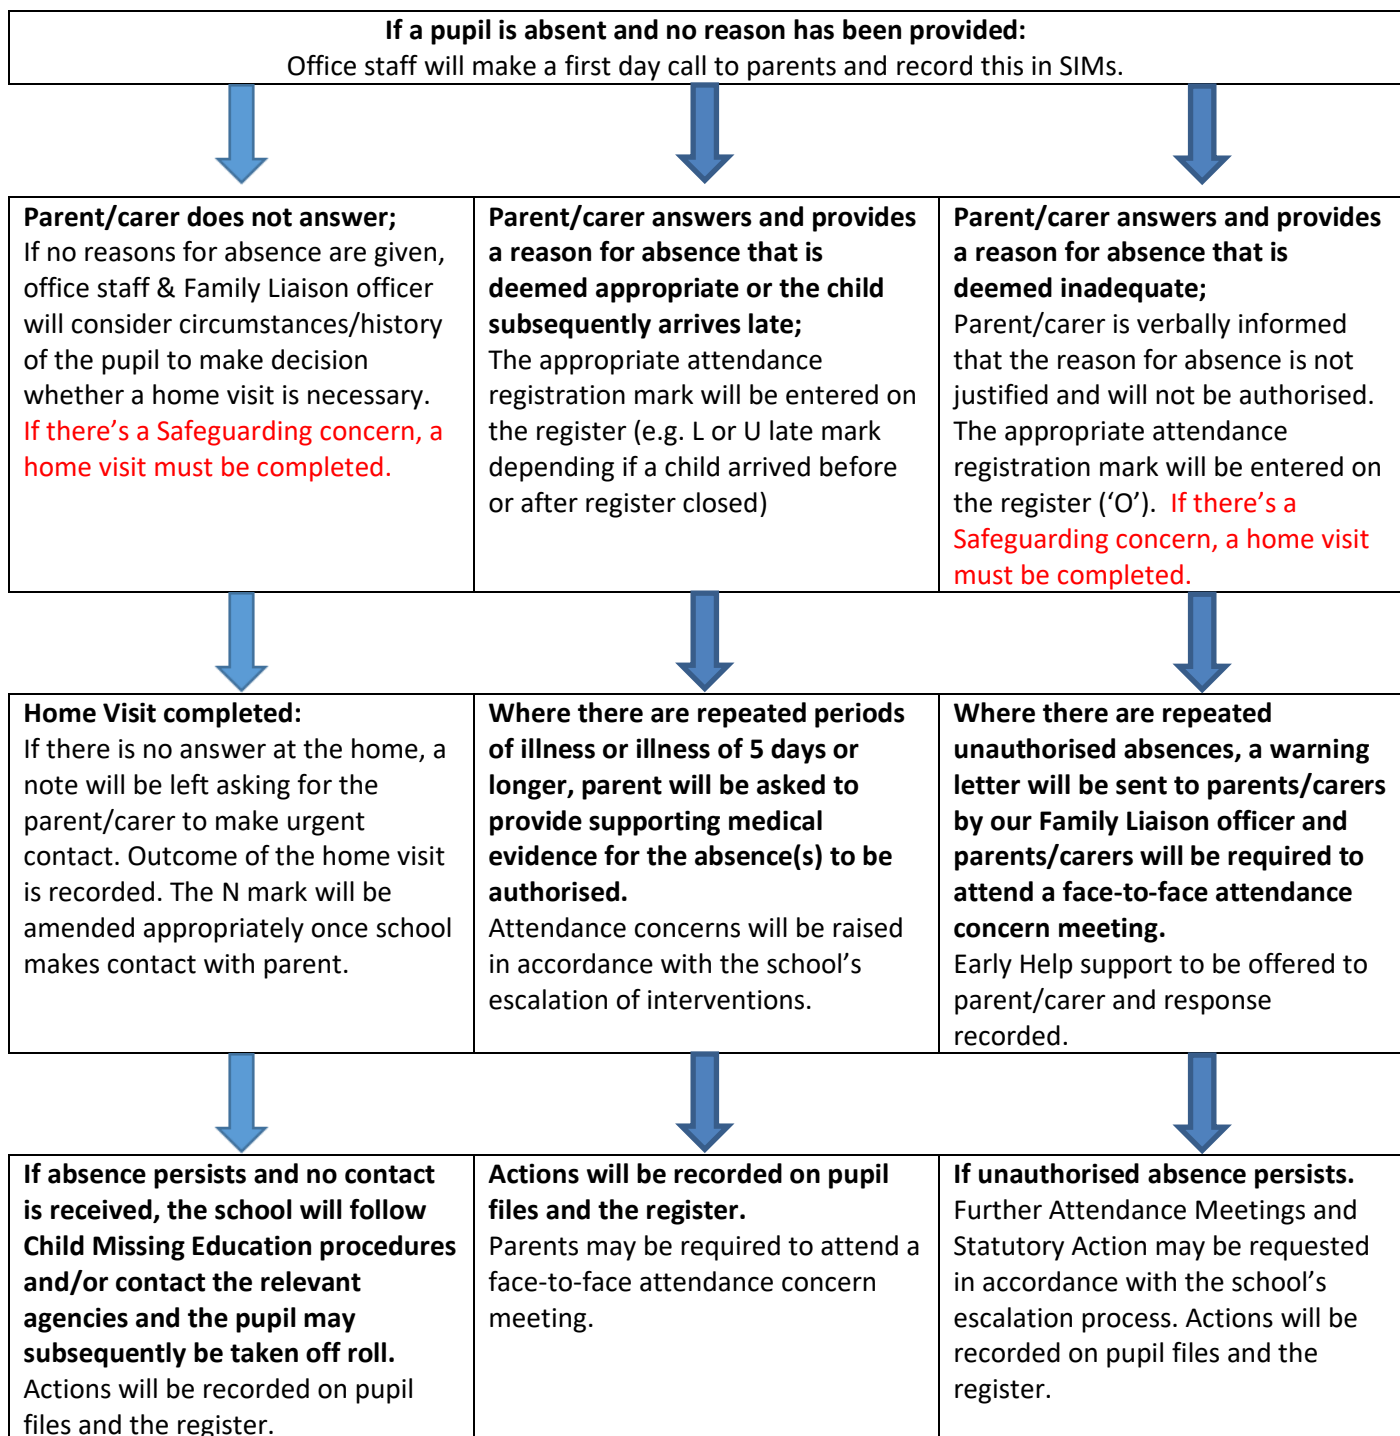 If a pupil is absent and no reason has been provided:
Office staff will make a first day call to parents and record this in SIMs.
Parent/carer does not answer;
If no reasons for absence are given,
office staff & Family Liaison officer
will consider circumstances/history
of the pupil to make decision
whether a home visit is necessary.
If there’s a Safeguarding concern, a
home visit must be completed.
Parent/carer answers and provides
a reason for absence that is
deemed appropriate or the child
subsequently arrives late;
The appropriate attendance
registration mark will be entered on
the register (e.g. L or U late mark
depending if a child arrived before
or after register closed)
Parent/carer answers and provides
a reason for absence that is
deemed inadequate;
Parent/carer is verbally informed
that the reason for absence is not
justified and will not be authorised.
The appropriate attendance
registration mark will be entered on
the register (‘O’).  If there’s a
Safeguarding concern, a home visit
must be completed.
Home Visit completed:
If there is no answer at the home, a
note will be left asking for the
parent/carer to make urgent
contact. Outcome of the home visit
is recorded. The N mark will be
amended appropriately once school
makes contact with parent.
Where there are repeated periods
of illness or illness of 5 days or
longer, parent will be asked to
provide supporting medical
evidence for the absence(s) to be
authorised.
Attendance concerns will be raised
in accordance with the school’s
escalation of interventions.
Where there are repeated
unauthorised absences, a warning
letter will be sent to parents/carers
by our Family Liaison officer and
parents/carers will be required to
attend a face-to-face attendance
concern meeting.
Early Help support to be offered to
parent/carer and response
recorded.
If absence persists and no contact
is received, the school will follow
Child Missing Education procedures
and/or contact the relevant
agencies and the pupil may
subsequently be taken off roll.
Actions will be recorded on pupil
files and the register.
Actions will be recorded on pupil
files and the register.
Parents may be required to attend a
face-to-face attendance concern
meeting.
If unauthorised absence persists.
Further Attendance Meetings and
Statutory Action may be requested
in accordance with the school’s
escalation process. Actions will be
recorded on pupil files and the
register.